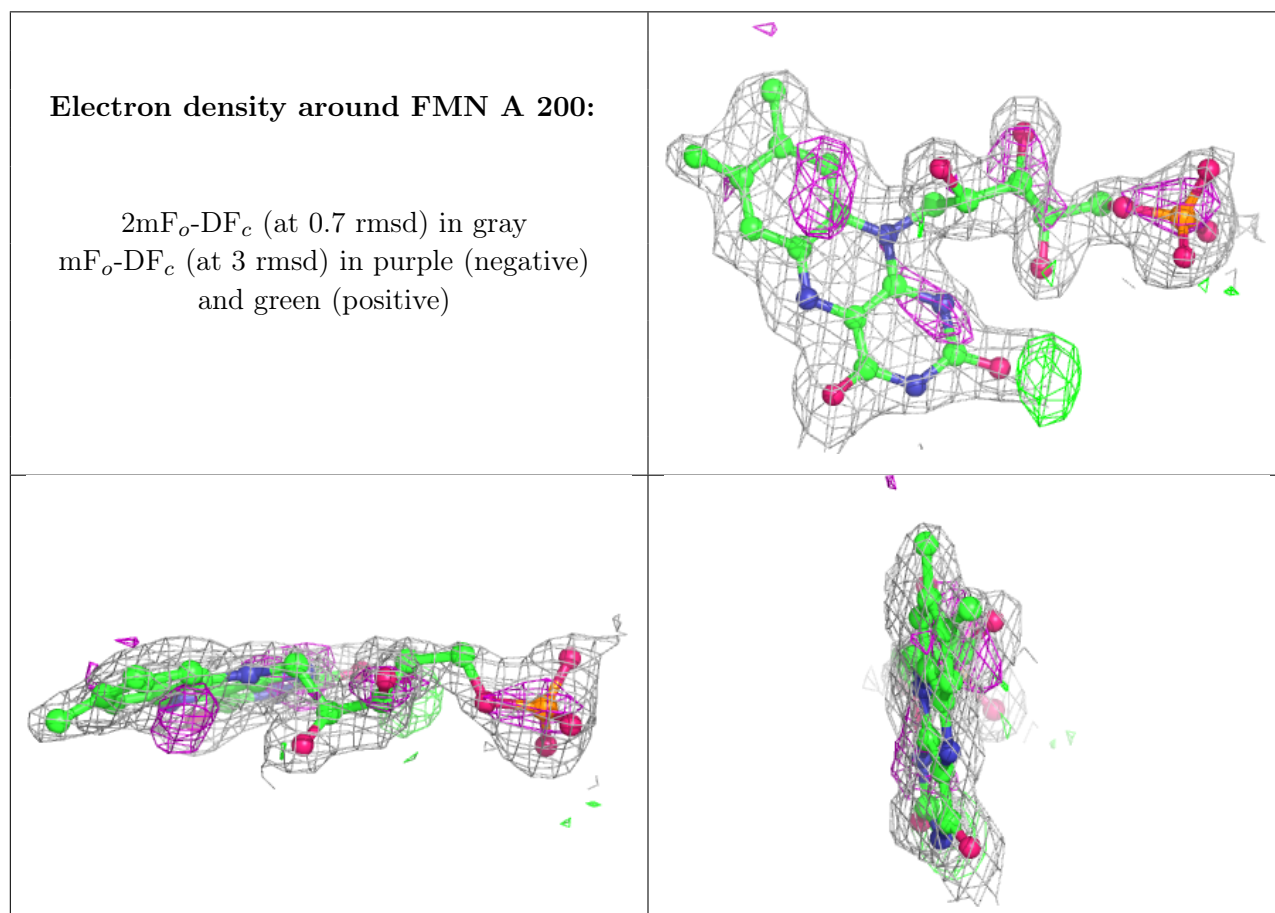 Electron density around FMN A 200:
2mFo-DFc (at 0.7 rmsd) in gray
mFo-DFc (at 3 rmsd) in purple (negative)
and green (positive)